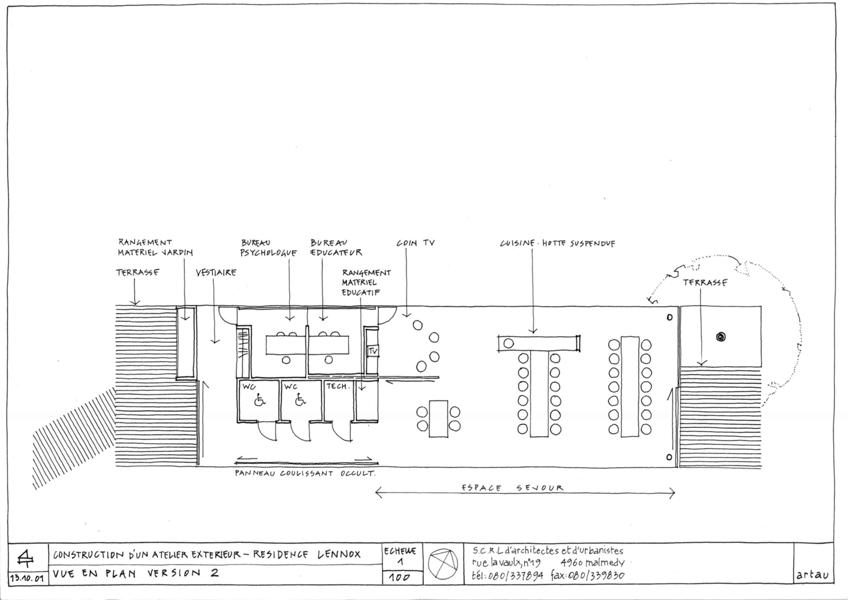 RANGEMENT
MATERIEL JARDIN
TERRASSE
VESTIAIRE
BUREAU
PSYCHOLOGUE
BUREAU
EDUCATEUR
RANGEMENT
MATERIEL
EDUCATIF
COIN TV
CUISINE-HOTTE SUSPENDUE
TERRASSE
TV
WC
WC
TECH.
PANNEAU COULISSANT OCCULT.
ESPACE SEJOUR
4
13.10.01
CONSTRUCTION D'UN ATELIER EXTERIEUR - RESIDENCE LENNOX
VUE EN PLAN VERSION 2
ECHELLE
1
100
S.C.R.L d'architectes et d'urbanistes
rue la vaulx, n°19 4960 malmedy
tél: 080/337894 fax: 080/339830
artau